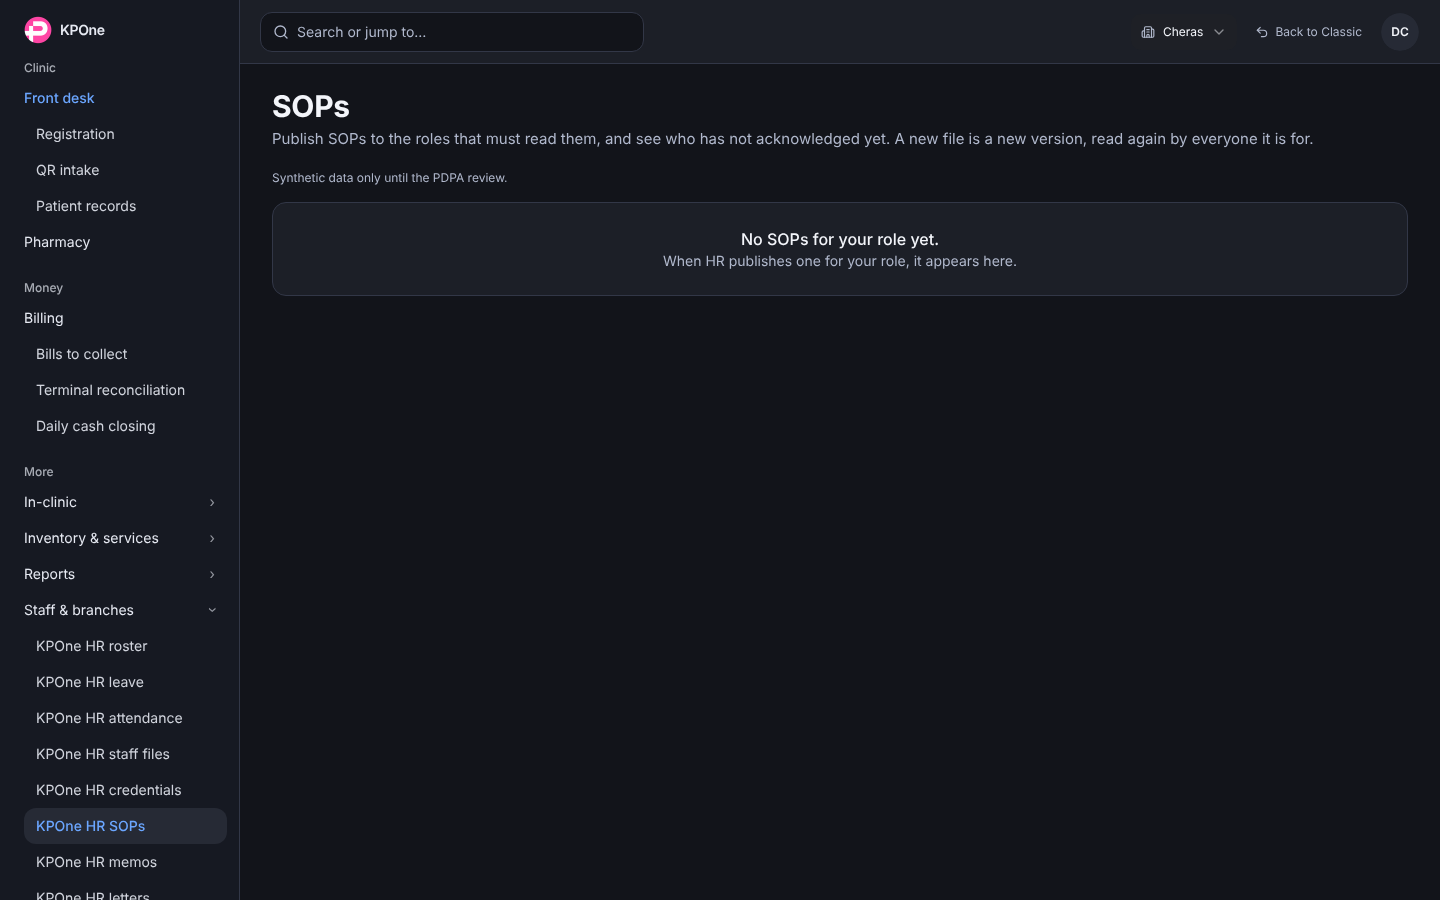 KPOne
Search or jump to...
Cheras
Back to Classic
DC
Clinic
Front desk
Registration
QR intake
Patient records
Pharmacy
Money
Billing
Bills to collect
Terminal reconciliation
Daily cash closing
More
In-clinic
Inventory & services
Reports
Staff & branches
KPOne HR roster
KPOne HR leave
KPOne HR attendance
KPOne HR staff files
KPOne HR credentials
KPOne HR SOPs
KPOne HR memos
KPOne HR letters
SOPs
Publish SOPs to the roles that must read them, and see who has not acknowledged yet. A new file is a new version, read again by everyone it is for.
Synthetic data only until the PDPA review.
No SOPs for your role yet.
When HR publishes one for your role, it appears here.